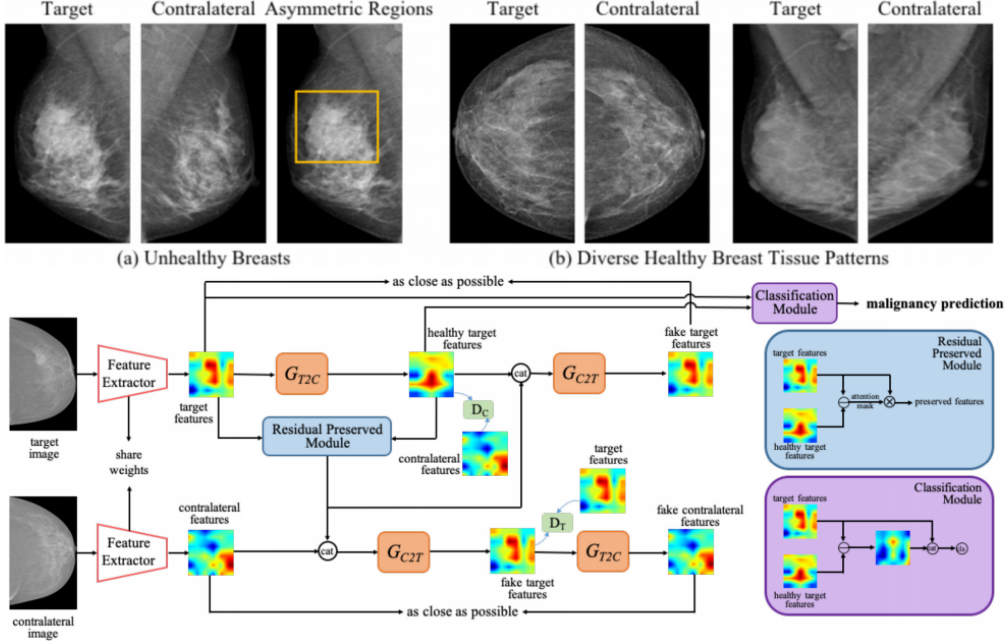 Target
Contralateral
Asymmetric Regions
Target
Contralateral
Target
Contralateral
(a) Unhealthy Breasts
(b) Diverse Healthy Breast Tissue Patterns
as close as possible
Classification
Module
malignancy prediction
healthy target
features
fake target
features
Feature
Extractor
G_{T2C}
cat
G_{C2T}
target
features
D_C
target
image
Residual Preserved
Module
contralateral
features
share
weights
target
features
contralateral
features
D_T
fake contralateral
features
Feature
Extractor
cat
G_{C2T}
G_{T2C}
fake target
features
as close as possible
contralateral
image
Residual
Preserved
Module
target features
attention
mask
preserved features
healthy target
features
Classification
Module
target features
cat
cls
healthy target
features